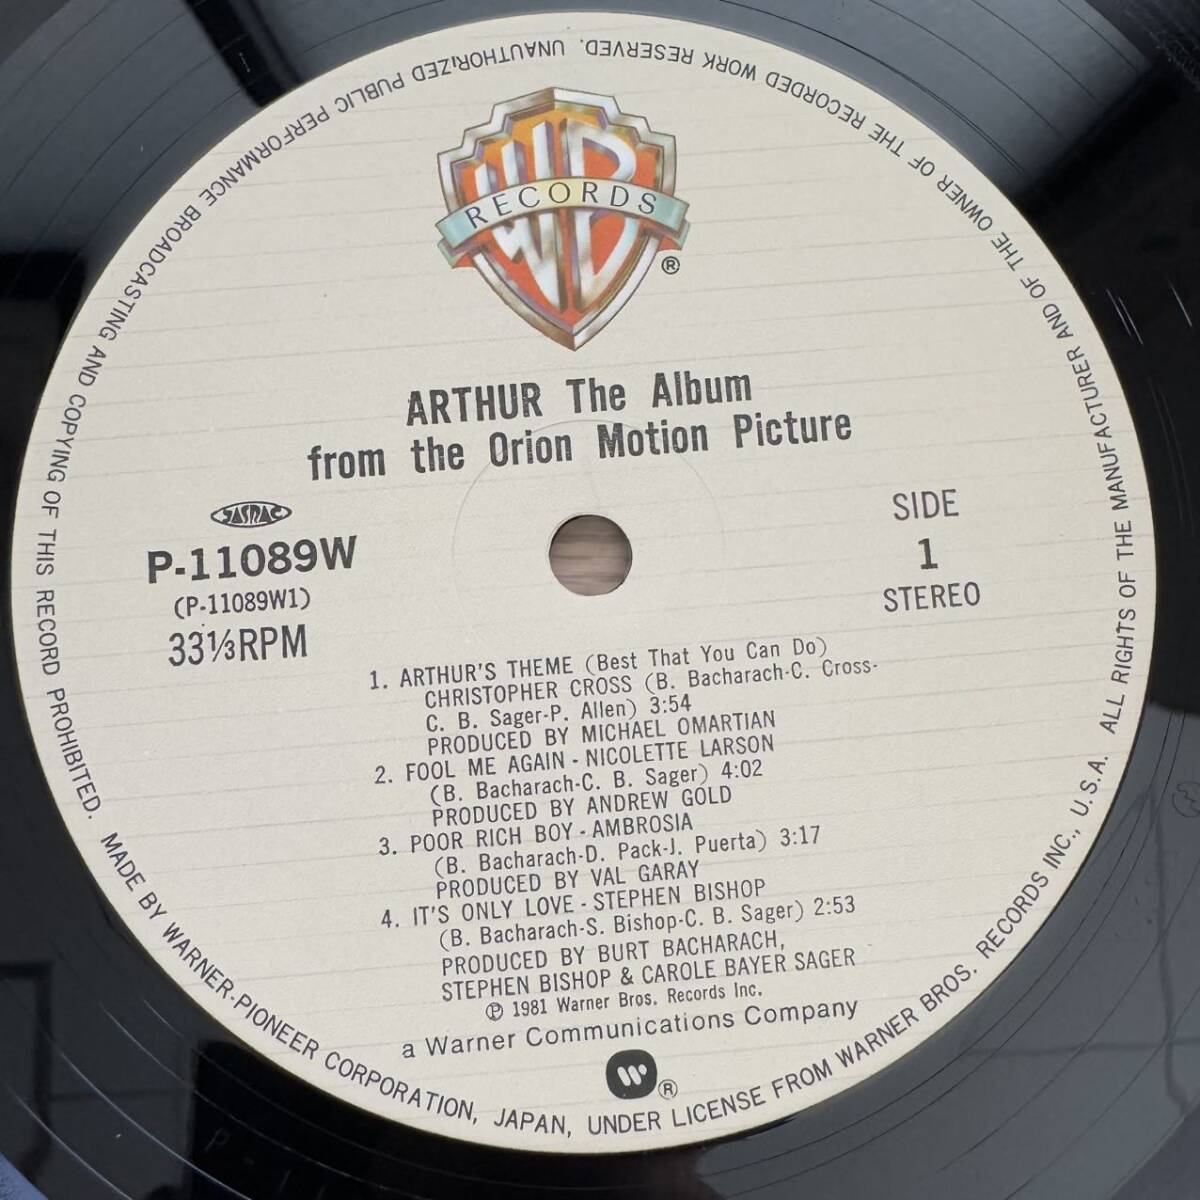 WB
RECORDS
®
ARTHUR The Album
from the Orion Motion Picture
JASRAC
P-11089W
(P-11089W1)
33⅓RPM
SIDE
1
STEREO
1. ARTHUR'S THEME (Best That You Can Do)
CHRISTOPHER CROSS (B. Bacharach-C. Cross-
C. B. Sager-P. Allen) 3:54
PRODUCED BY MICHAEL OMARTIAN
2. FOOL ME AGAIN - NICOLETTE LARSON
(B. Bacharach-C. B. Sager) 4:02
PRODUCED BY ANDREW GOLD
3. POOR RICH BOY - AMBROSIA
(B. Bacharach-D. Pack-J. Puerta) 3:17
PRODUCED BY VAL GARAY
4. IT'S ONLY LOVE - STEPHEN BISHOP
(B. Bacharach-S. Bishop-C. B. Sager) 2:53
PRODUCED BY BURT BACHARACH,
STEPHEN BISHOP & CAROLE BAYER SAGER
℗ 1981 Warner Bros. Records Inc.
a Warner Communications Company
®
MADE BY WARNER-PIONEER CORPORATION, JAPAN, UNDER LICENSE FROM WARNER BROS. RECORDS INC., U.S.A. ALL RIGHTS OF THE MANUFACTURER AND OF THE OWNER OF THE RECORDED WORK RESERVED. UNAUTHORIZED PUBLIC PERFORMANCE BROADCASTING AND COPYING OF THIS RECORD PROHIBITED.